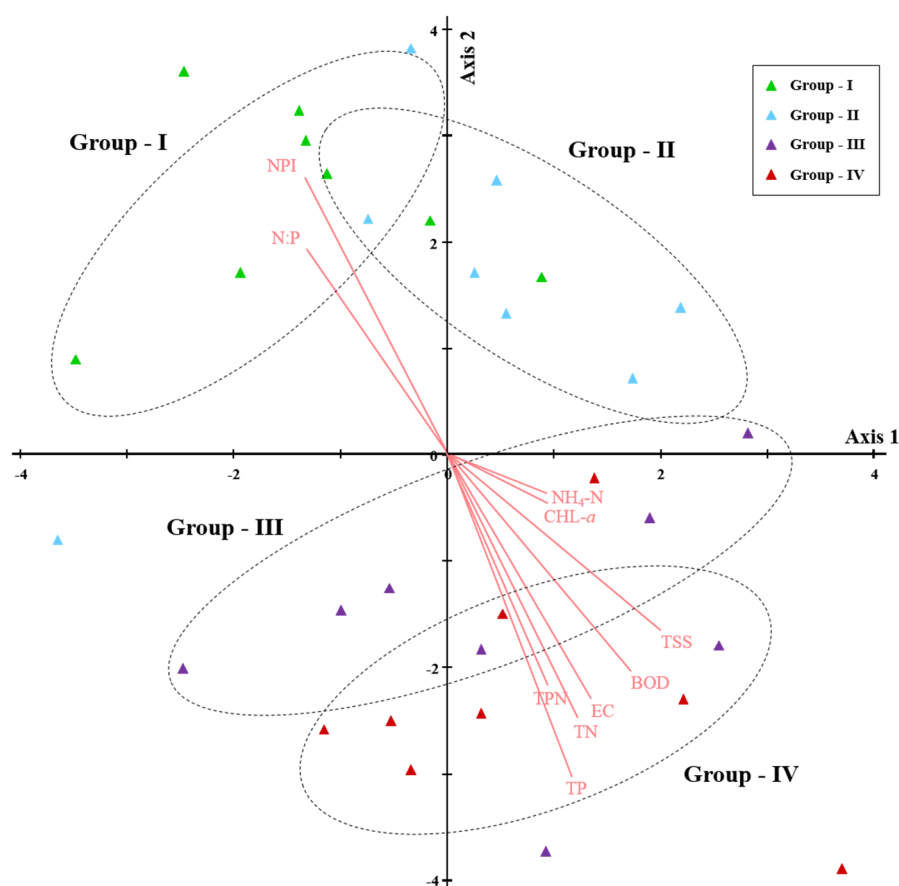 4
Axis 2
Group - I
Group - II
Group - III
Group - IV
Group - I
Group - II
NPI
N:P
2
Axis 1
-4
-2
0
2
4
NH₄-N
CHL-a
Group - III
TSS
-2
BOD
TPN
EC
TN
Group - IV
TP
-4